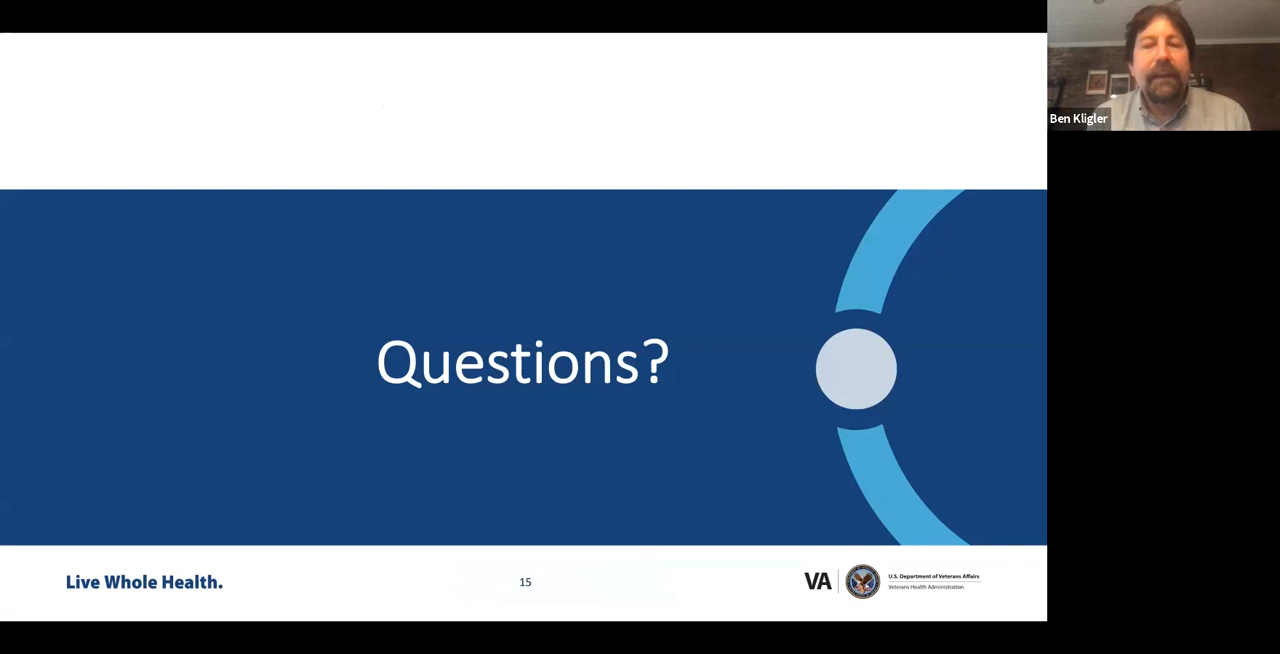 Ben Kligler
Questions?
Live Whole Health.
15
VA
U.S. Department of Veterans Affairs
Veterans Health Administration